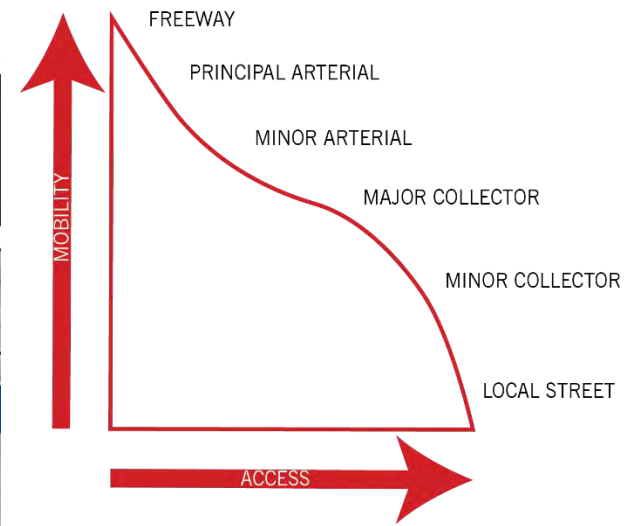 FREEWAY
PRINCIPAL ARTERIAL
MINOR ARTERIAL
MOBILITY
MAJOR COLLECTOR
MINOR COLLECTOR
LOCAL STREET
ACCESS